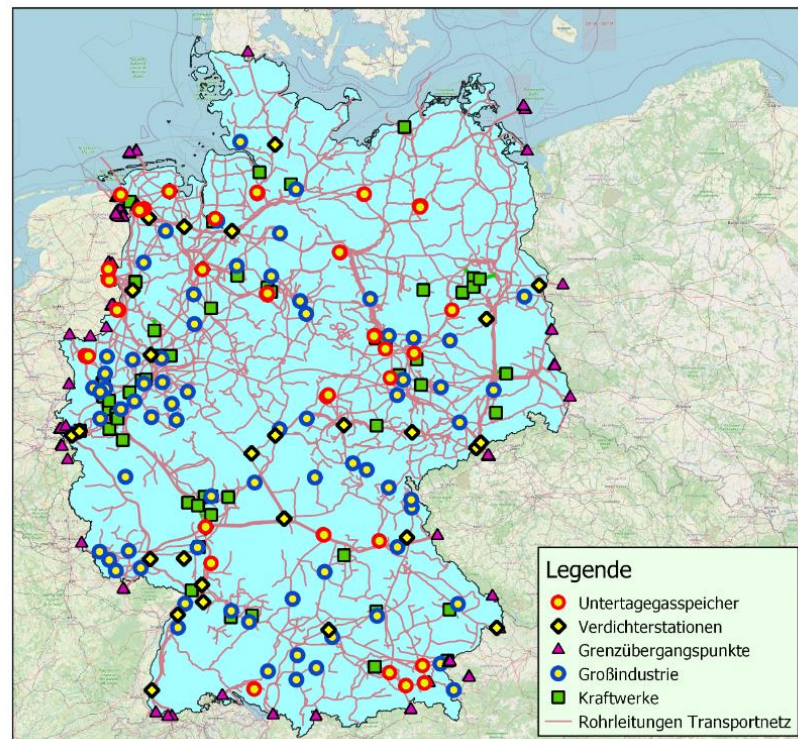 Legende
Untertagegasspeicher
Verdichterstationen
Grenzübergangspunkte
Großindustrie
Kraftwerke
Rohrleitungen Transportnetz